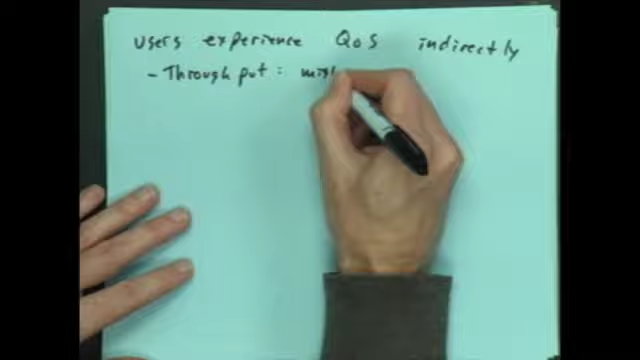 users experience QoS indirectly
- Throughput :